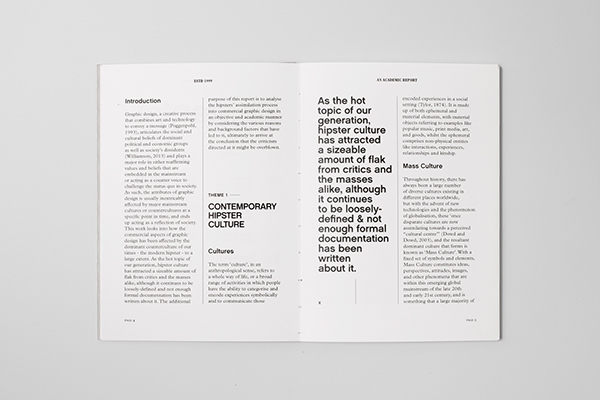 ESTD 1999
Introduction
Graphic design, a creative process
that combines art and technology
to convey a message (Poggenpohl,
1993), articulates the social and
cultural beliefs of dominant
political and economic groups
as well as society's dissidents
(Williamson, 2013) and plays a
major role in either reaffirming
values and beliefs that are
embedded in the mainstream
or acting as a counter voice to
challenge the status quo in society.
As such, the attributes of graphic
design is usually inextricably
affected by major mainstream
cultures or countercultures at a
specific point in time, and ends
up acting as a reflection of society.
This work looks into how the
commercial aspects of graphic
design has been affected by the
dominant counterculture of our
times - the modern hipster - to a
large extent. As the hot topic of
our generation, hipster culture
has attracted a sizeable amount of
flak from critics and the masses
alike, although it continues to be
loosely-defined and not enough
formal documentation has been
written about it. The additional
purpose of this report is to analyse
the hipsters' assimilation process
into commercial graphic design in
an objective and academic manner
by considering the various reasons
and background factors that have
led to it, ultimately to arrive at
the conclusion that the criticism
directed at it might be overblown.
THEME 1
CONTEMPORARY
HIPSTER
CULTURE
Cultures
The term 'culture', in an
anthropological sense, refers to
a whole way of life, or a broad
range of activities in which people
have the ability to categorise and
encode experiences symbolically
and to communicate those
PAGE
AN ACADEMIC REPORT
As the hot
topic of our
generation,
hipster culture
has attracted
a sizeable
amount of flak
from critics and
the masses
alike, although
it continues
to be loosely-
defined & not
enough formal
documentation
has been
written
about it.
encoded experiences in a social
setting (Tylor, 1874). It is made
up of both ephemeral and
material elements, with material
objects referring to examples like
popular music, print media, art,
and goods, whilst the ephemeral
comprises non-physical entities
like interactions, experiences,
relationships and kinship.
Mass Culture
Throughout history, there has
always been a large number
of diverse cultures existing in
different places worldwide,
but with the advent of new
technologies and the phenomenon
of globalisation, these once
disparate cultures are now
assimilating towards a perceived
"cultural centre" (Dowd and
Dowd, 2003), and the resultant
dominant culture that forms is
known as 'Mass Culture'. With a
fixed set of symbols and elements,
Mass Culture constitutes ideas,
perspectives, attitudes, images,
and other phenomena that are
within this emerging global
mainstream of the late 20th
and early 21st century, and is
something that a large majority of
PAGE